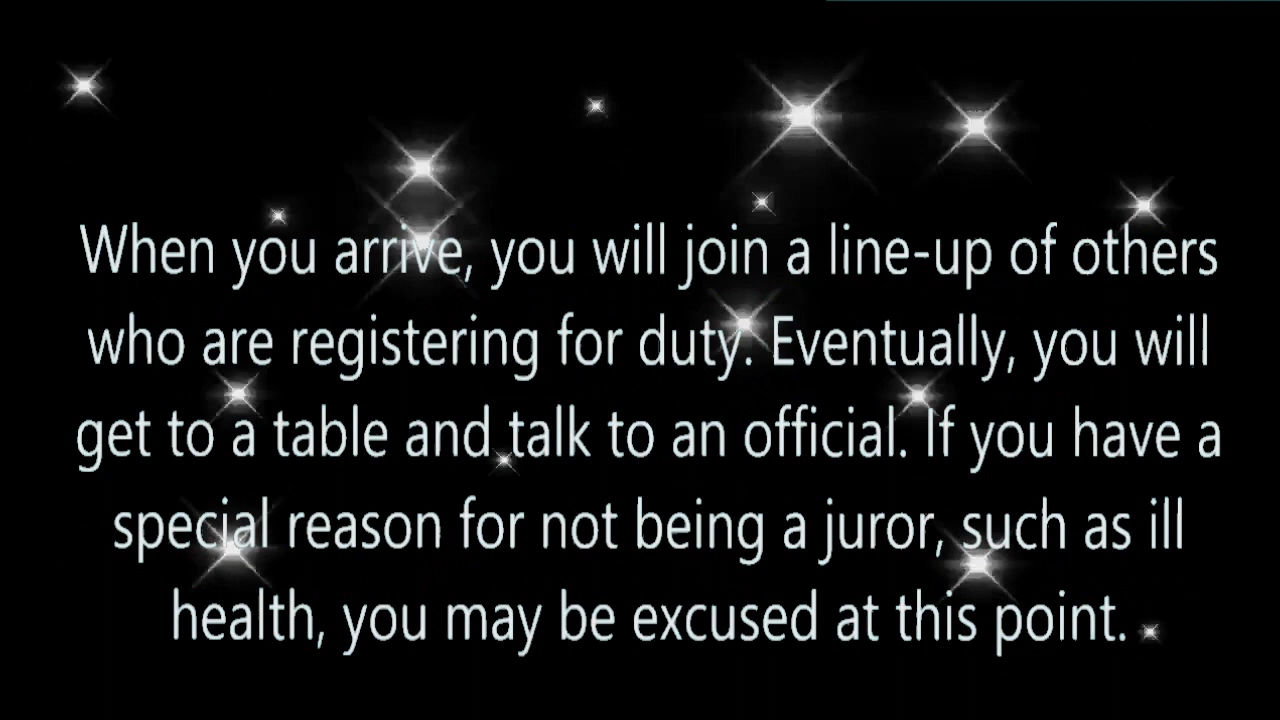 When you arrive, you will join a line-up of others
who are registering for duty. Eventually, you will
get to a table and talk to an official. If you have a
special reason for not being a juror, such as ill
health, you may be excused at this point.